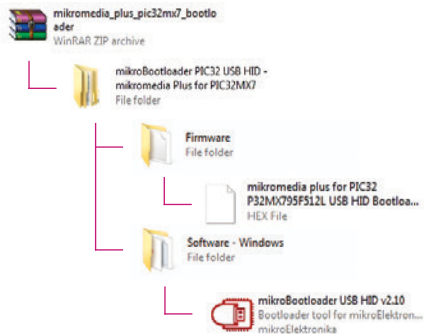 mikromedia_plus_pic32mx7_bootlo
ader
WinRAR ZIP archive
mikroBootloader PIC32 USB HID -
mikromedia Plus for PIC32MX7
File folder
Firmware
File folder
mikromedia plus for PIC32
P32MX795F512L USB HID Bootloa...
HEX File
Software - Windows
File folder
mikroBootloader USB HID v2.10
Bootloader tool for mikroElektron...
mikroElektronika